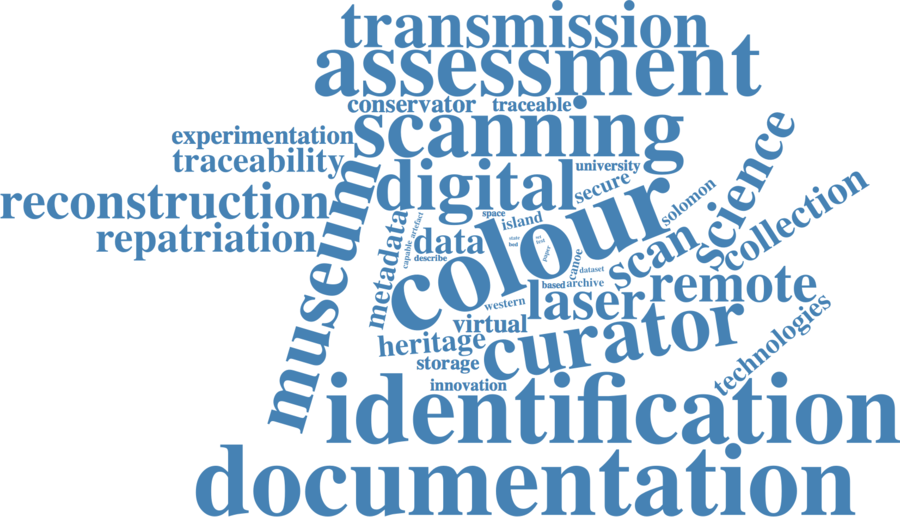 transmission
assessment
conservator
traceable
scanning
experimentation
traceability
university
digital
secure
science
museum
reconstruction
repatriation
colour
solomon
collection
metadata
artefact
capable
space
island
data
describe
state
paper
canoe
scan
dataset
based
archive
western
laser
remote
virtual
curator
heritage
storage
technologies
innovation
identification
documentation